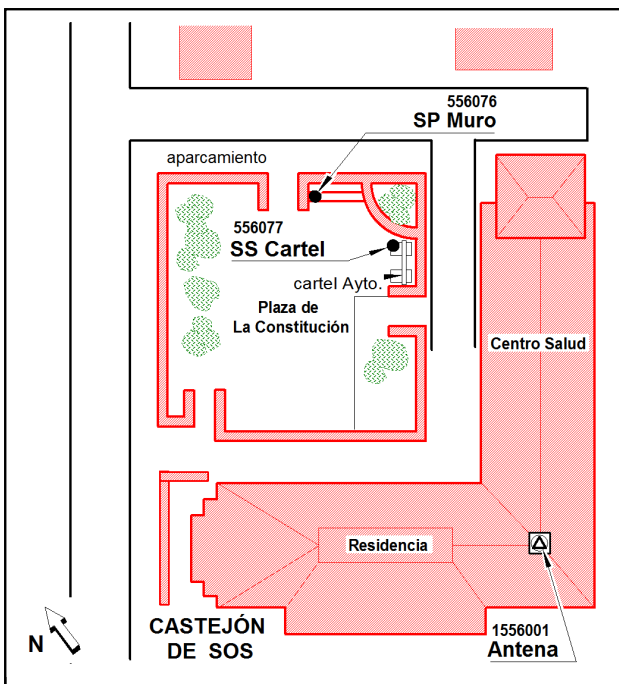 556076
SP Muro
aparcamiento
556077
SS Cartel
cartel Ayto.
Plaza de
La Constitución
Centro Salud
Residencia
CASTEJÓN
DE SOS
N
1556001
Antena